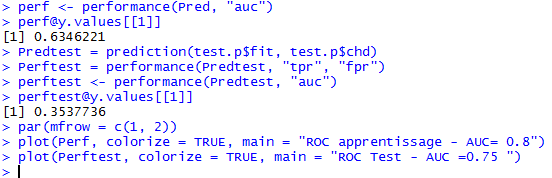 > perf <- performance(Pred, "auc")
> perf@y.values[[1]]
[1] 0.6346221
> Predtest = prediction(test.p$fit, test.p$chd)
> Perftest = performance(Predtest, "tpr", "fpr")
> perftest <- performance(Predtest, "auc")
> perftest@y.values[[1]]
[1] 0.3537736
> par(mfrow = c(1, 2))
> plot(Perf, colorize = TRUE, main = "ROC apprentissage - AUC= 0.8")
> plot(Perftest, colorize = TRUE, main = "ROC Test - AUC =0.75 ")
>